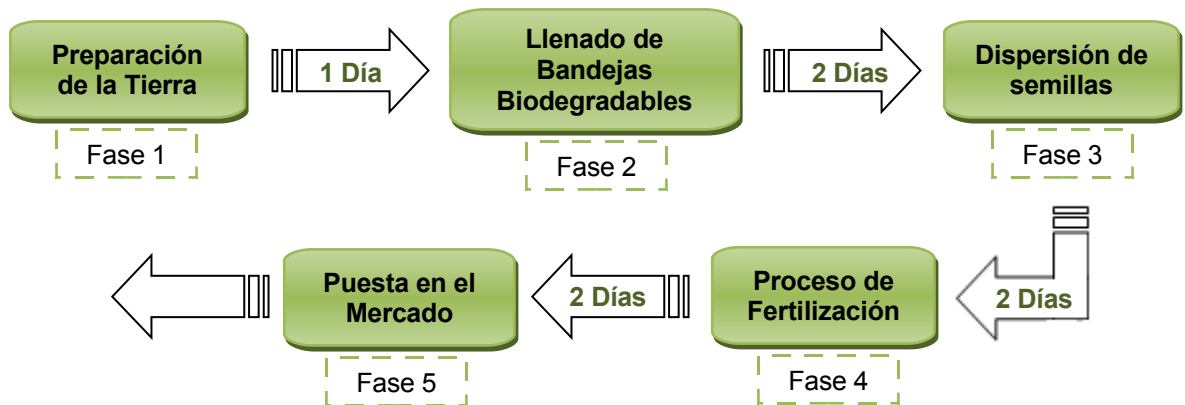 Preparación
de la Tierra
1 Día
Llenado de
Bandejas
Biodegradables
2 Días
Dispersión de
semillas
Fase 1
Fase 2
Fase 3
2 Días
Proceso de
Fertilización
2 Días
Puesta en el
Mercado
Fase 4
Fase 5